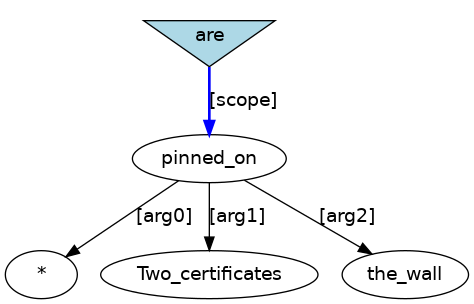 are
[scope]
pinned_on
[arg0] [arg1] [arg2]
* Two_certificates the_wall